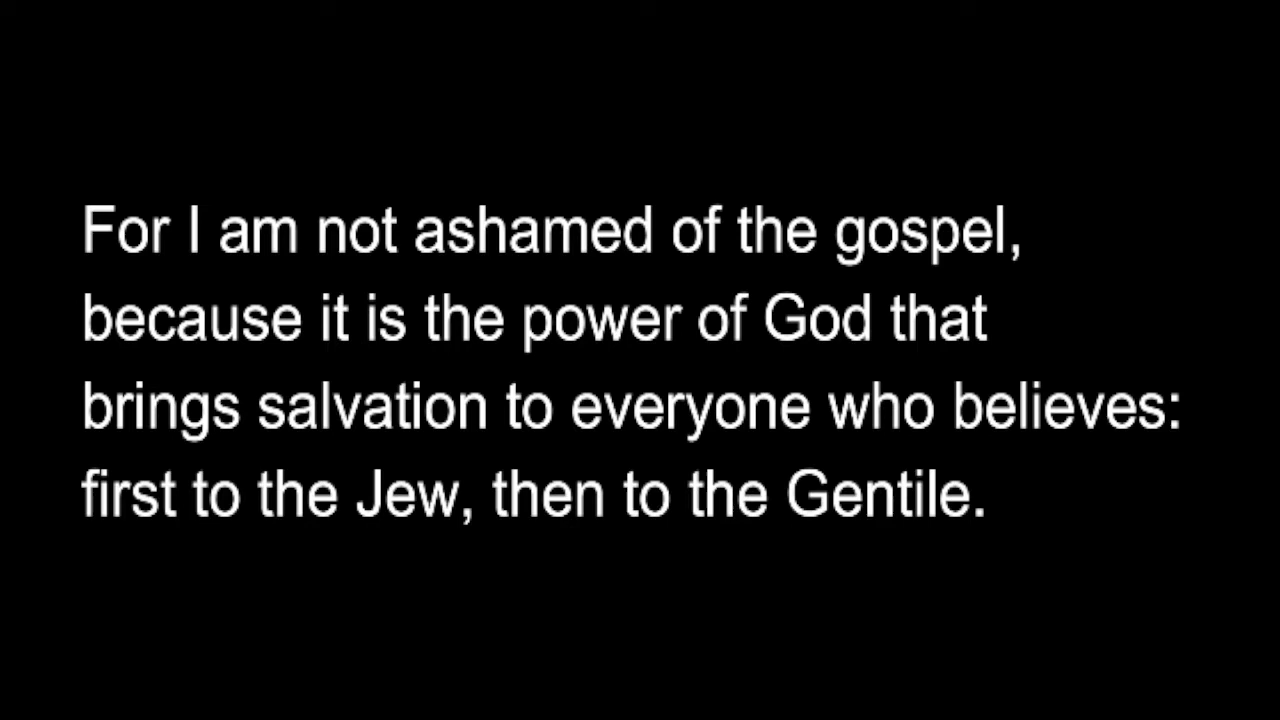 For I am not ashamed of the gospel,
because it is the power of God that
brings salvation to everyone who believes:
first to the Jew, then to the Gentile.